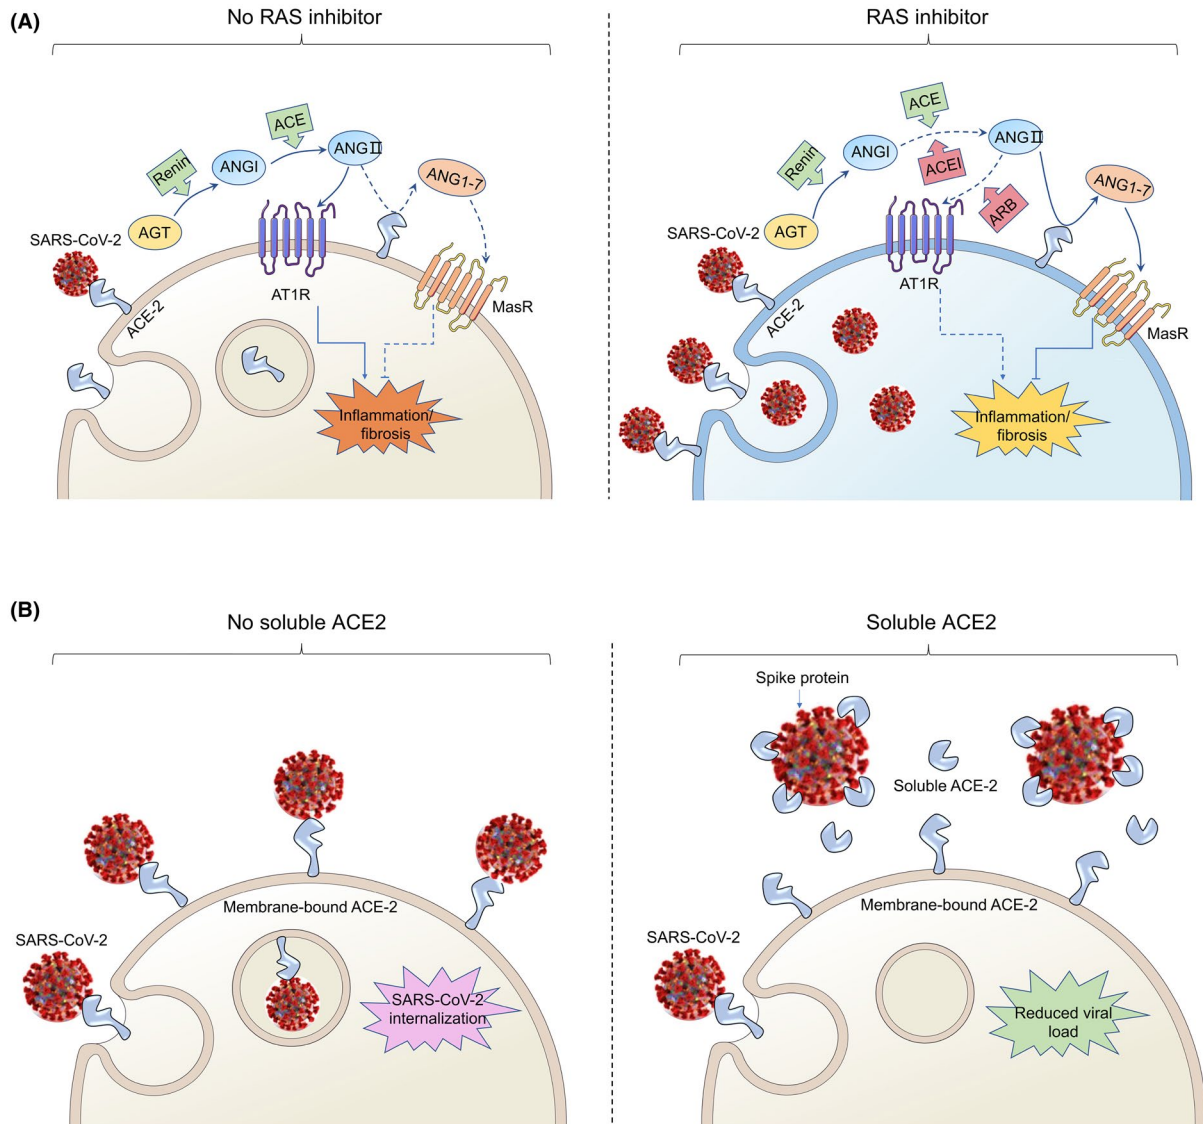 (A)
No RAS inhibitor
RAS inhibitor
ACE
ANGⅡ
Renin
ANGI
ANG1-7
AGT
SARS-CoV-2
AT1R
ACE-2
MasR
Inflammation/
fibrosis
ACE
ANGⅡ
Renin
ANGI
ACEI
ANG1-7
ARB
AGT
SARS-CoV-2
AT1R
ACE-2
MasR
Inflammation/
fibrosis
(B)
No soluble ACE2
Soluble ACE2
Membrane-bound ACE-2
SARS-CoV-2
SARS-CoV-2
internalization
Spike protein
Soluble ACE-2
Membrane-bound ACE-2
SARS-CoV-2
Reduced viral
load